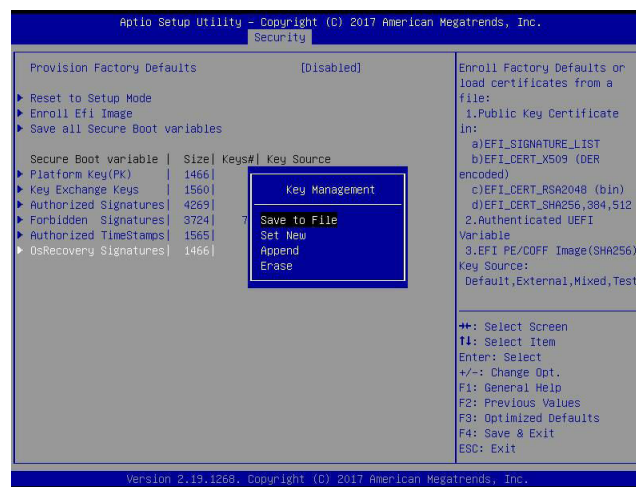 Aptio Setup Utility – Copyright (C) 2017 American Megatrends, Inc.
Security
Provision Factory Defaults [Disabled]
Reset to Setup Mode
Enroll Efi Image
Save all Secure Boot variables
Secure Boot variable | Size| Keys#| Key Source
Platform Key(PK) | 1466|
Key Exchange Keys | 1560|
Authorized Signatures| 4269|
Forbidden Signatures| 3724| 7
Authorized TimeStamps| 1565|
OsRecovery Signatures| 1466|
Key Management
Save to File
Set New
Append
Erase
Enroll Factory Defaults or
load certificates from a
file:
1.Public Key Certificate
in:
a)EFI_SIGNATURE_LIST
b)EFI_CERT_X509 (DER
encoded)
c)EFI_CERT_RSA2048 (bin)
d)EFI_CERT_SHA256,384,512
2.Authenticated UEFI
Variable
3.EFI PE/COFF Image(SHA256)
Key Source:
Default,External,Mixed,Test
→←: Select Screen
↑↓: Select Item
Enter: Select
+/-: Change Opt.
F1: General Help
F2: Previous Values
F3: Optimized Defaults
F4: Save & Exit
ESC: Exit
Version 2.19.1268. Copyright (C) 2017 American Megatrends, Inc.